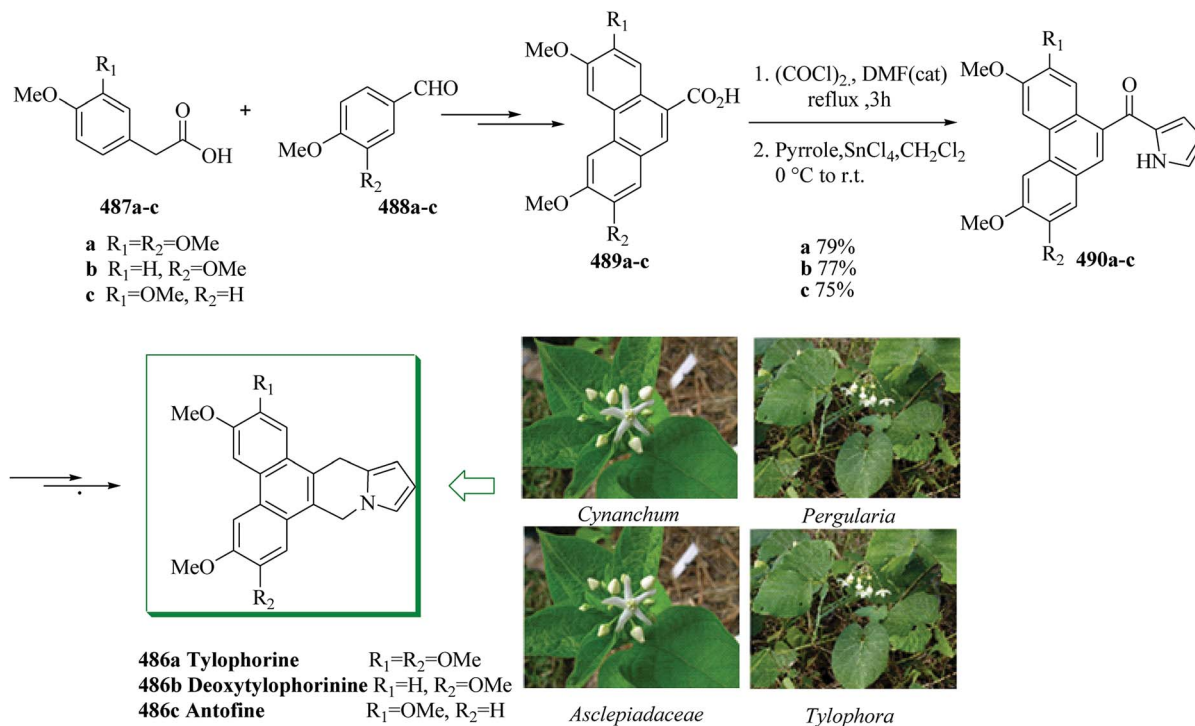 R1
MeO
O
OH
487a-c
+
CHO
MeO
R2
488a-c
a R1=R2=OMe
b R1=H, R2=OMe
c R1=OMe, R2=H
R1
MeO
CO2H
MeO
R2
489a-c
1. (COCl)2., DMF(cat)
reflux ,3h
2. Pyrrole,SnCl4,CH2Cl2
0 °C to r.t.
a 79%
b 77%
c 75%
R1
MeO
O
HN
MeO
R2
490a-c
R1
MeO
N
MeO
R2
486a Tylophorine R1=R2=OMe
486b Deoxytylophorinine R1=H, R2=OMe
486c Antofine R1=OMe, R2=H
Cynanchum
Pergularia
Asclepiadaceae
Tylophora